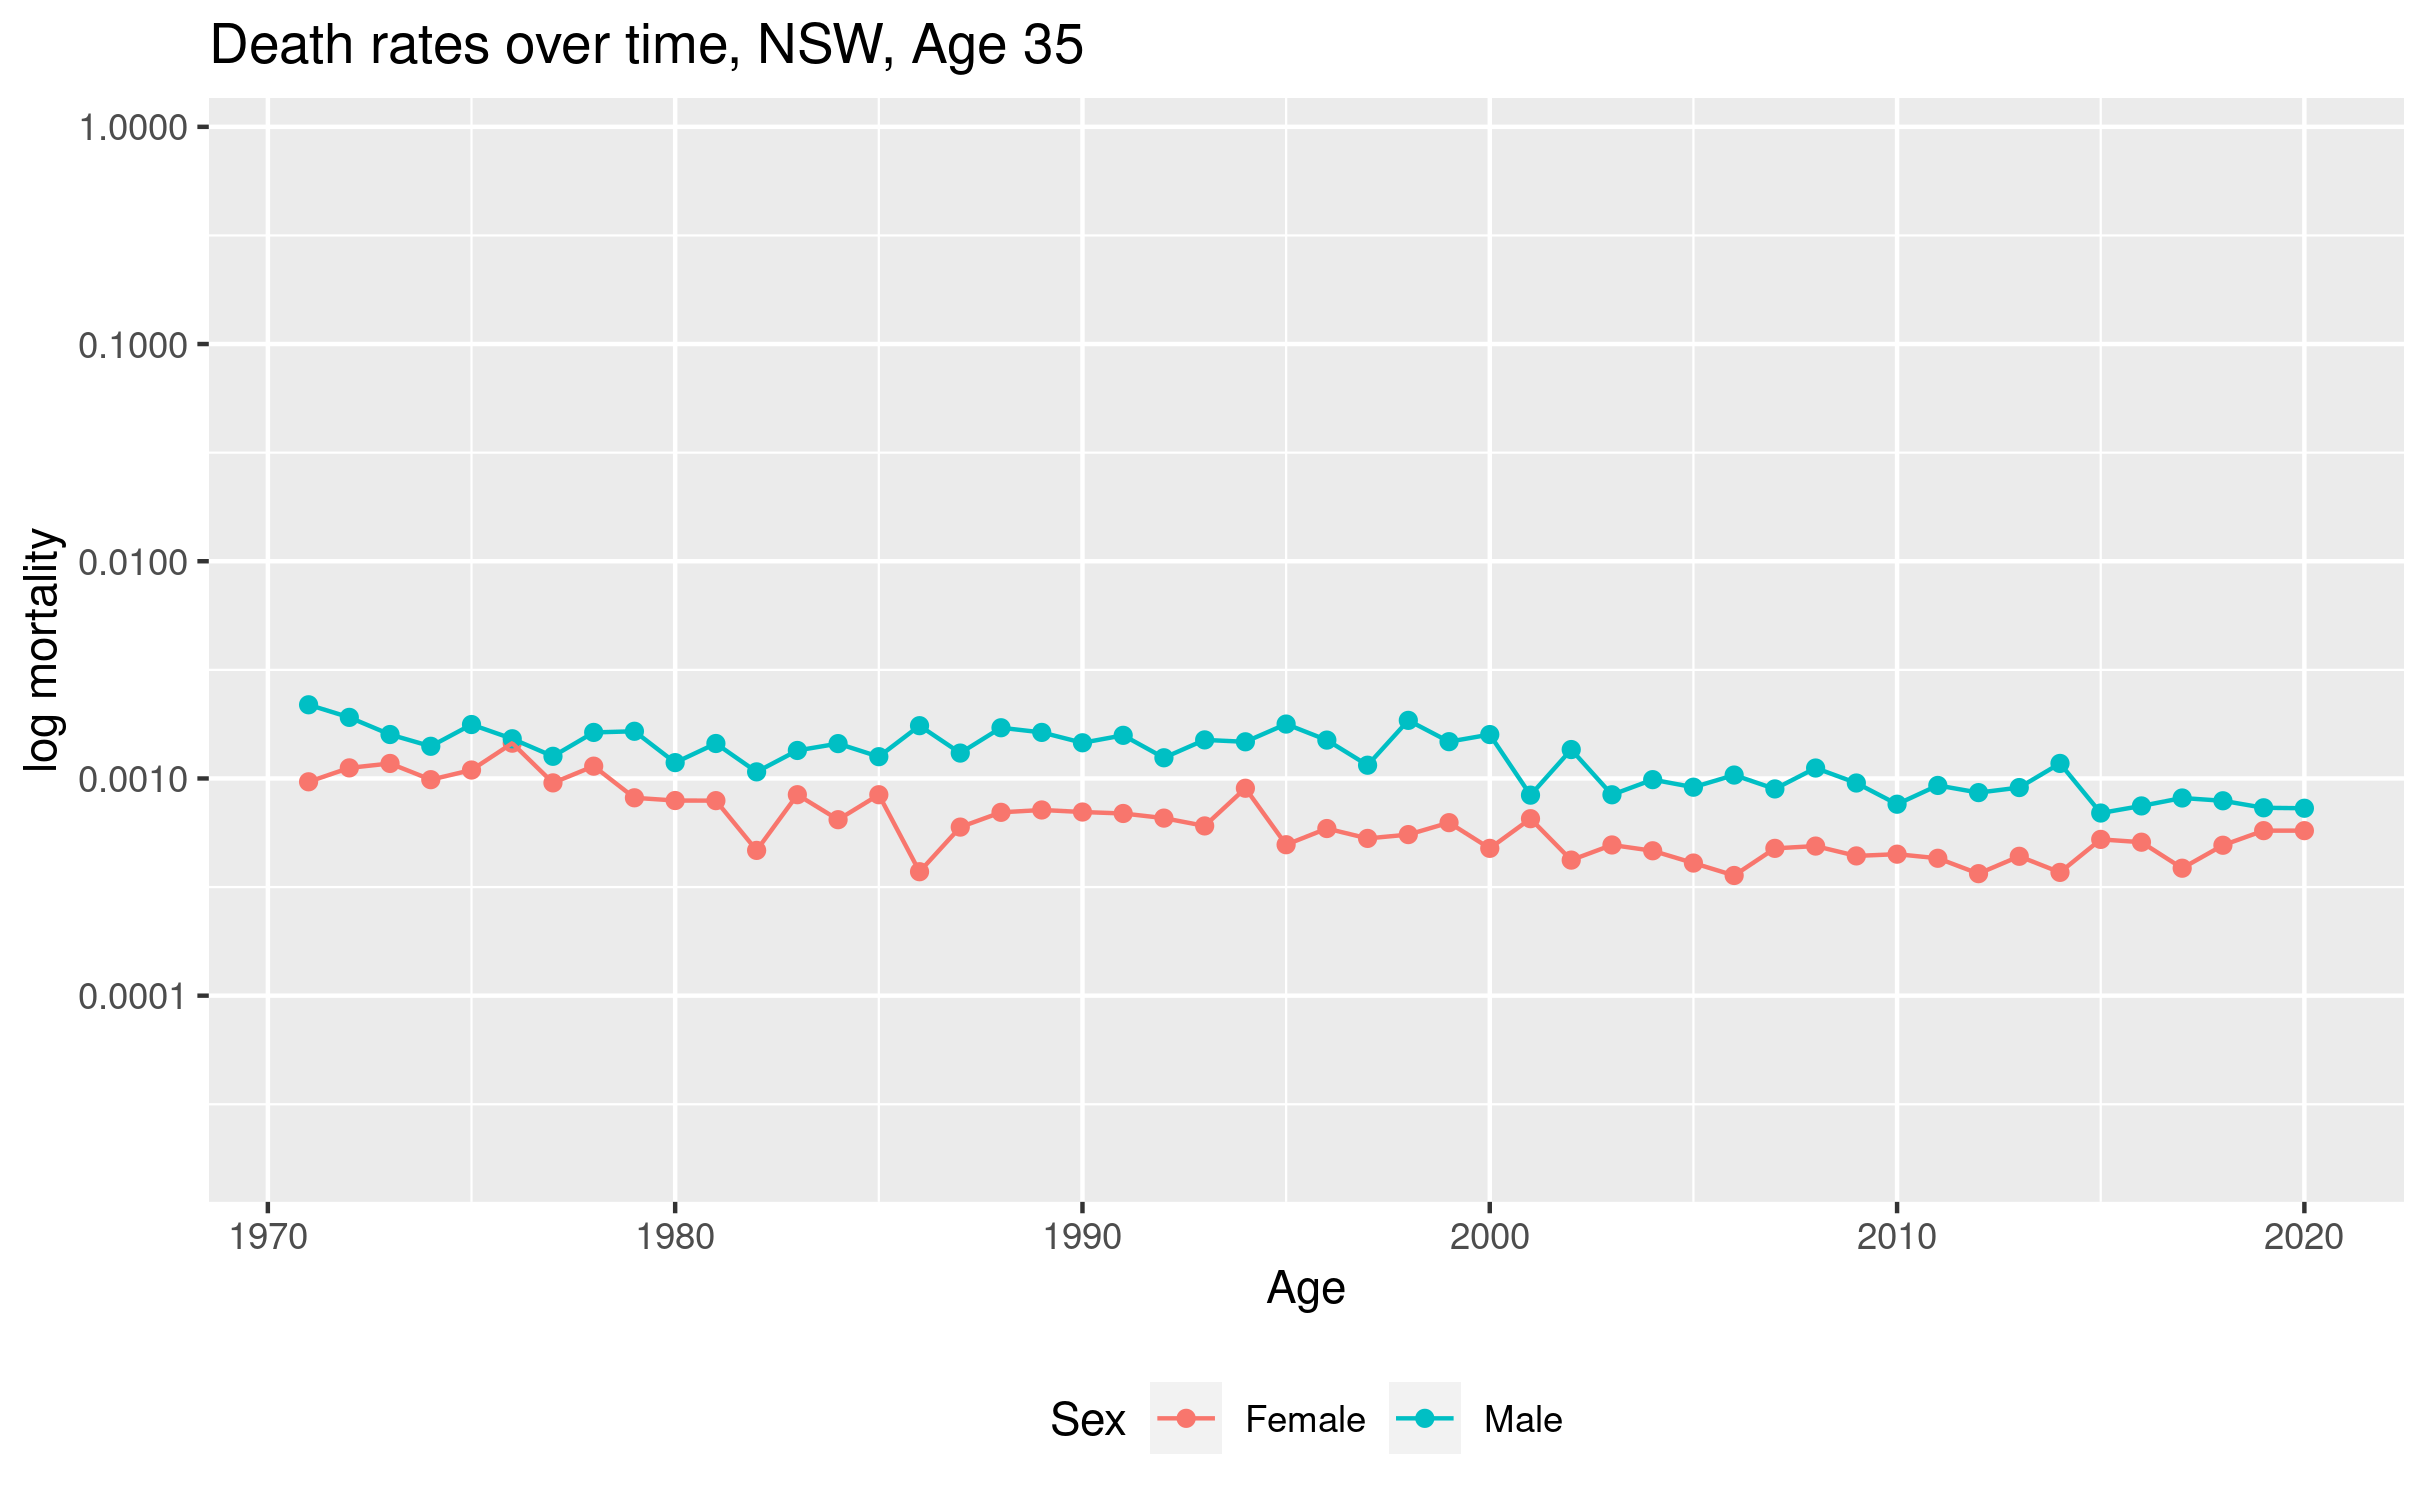 Death rates over time, NSW, Age 35
1.0000
0.1000
0.0100
0.0010
0.0001
log mortality
1970 1980 1990 2000 2010 2020
Age
Sex Female Male